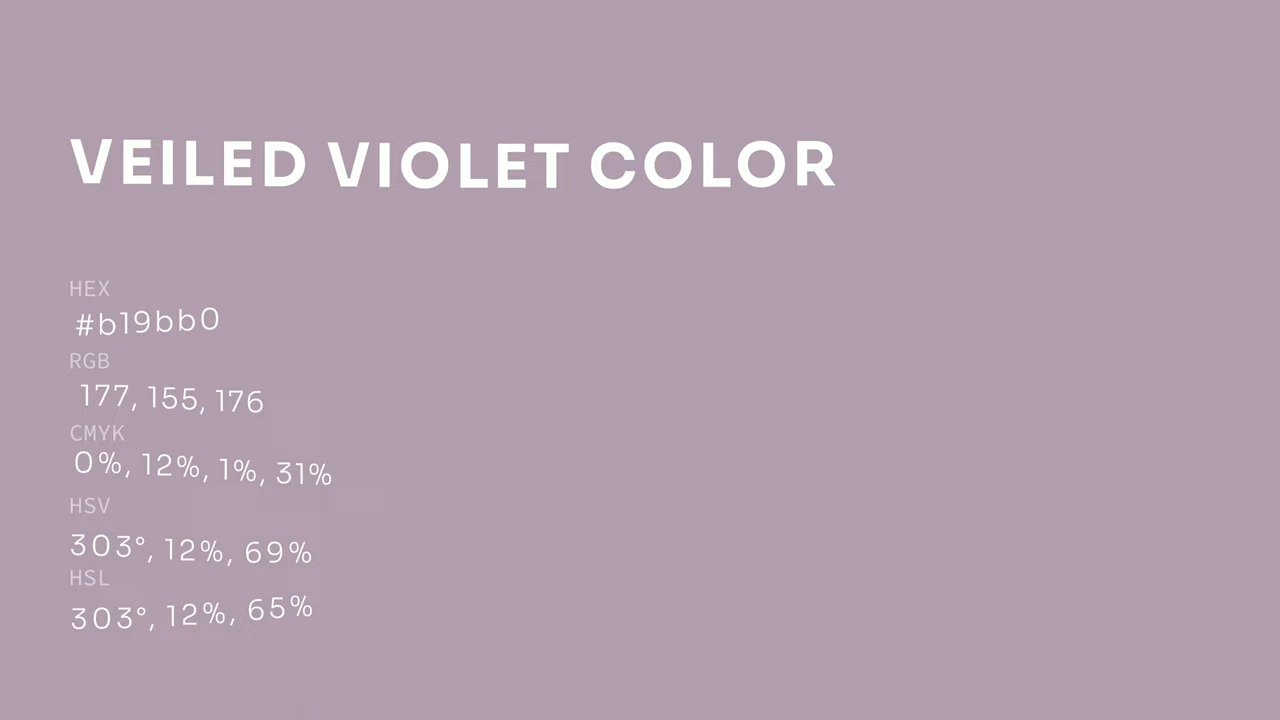 VEILED VIOLET COLOR
HEX
#b19bb0
RGB
177, 155, 176
CMYK
0%, 12%, 1%, 31%
HSV
303°, 12%, 69%
HSL
303°, 12%, 65%